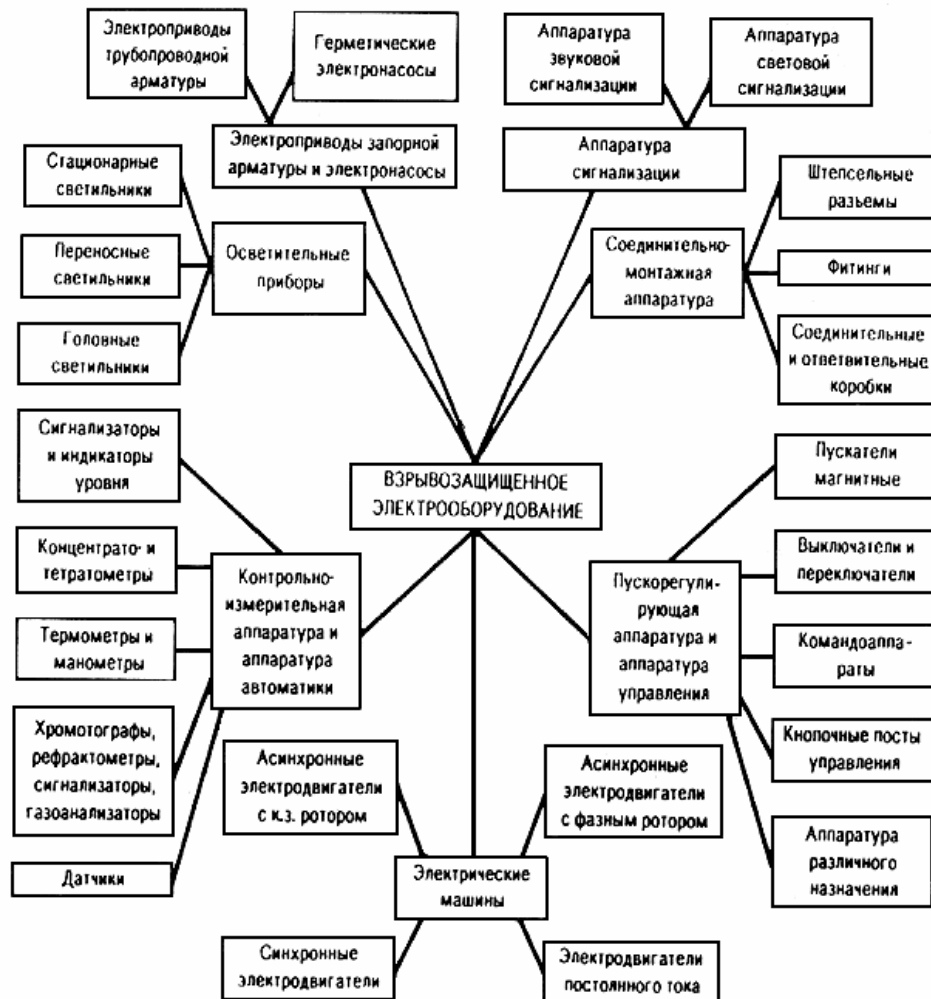 Электроприводы
трубопроводной
арматуры
Герметические
электронасосы
Аппаратура
звуковой
сигнализации
Аппаратура
световой
сигнализации
Электроприводы запорной
арматуры и электронасосы
Аппаратура
сигнализации
Стационарные
светильники
Переносные
светильники
Головные
светильники
Осветительные
приборы
Соединительно-
монтажная
аппаратура
Штепсельные
разъемы
Фитинги
Соединительные
и ответвительные
коробки
ВЗРЫВОЗАЩИЩЕННОЕ
ЭЛЕКТРООБОРУДОВАНИЕ
Сигнализаторы
и индикаторы
уровня
Концентрато- и
тетратометры
Термометры и
манометры
Хромотографы,
рефрактометры,
сигнализаторы,
газоанализаторы
Датчики
Контрольно-
измерительная
аппаратура и
аппаратура
автоматики
Пускорегули-
рующая
аппаратура и
аппаратура
управления
Пускатели
магнитные
Выключатели и
переключатели
Командоаппа-
раты
Кнопочные посты
управления
Аппаратура
различного
назначения
Асинхронные
электродвигатели
с к.з. ротором
Асинхронные
электродвигатели
с фазным ротором
Электрические
машины
Синхронные
электродвигатели
Электродвигатели
постоянного тока